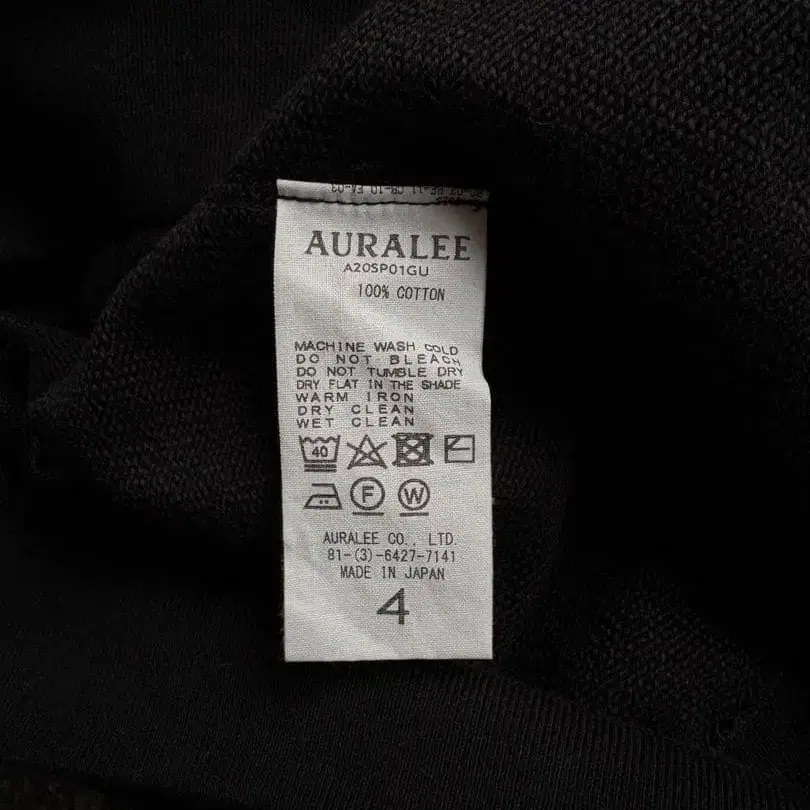 AURALEE
A20SP01GU
100% COTTON
MACHINE WASH COLD
DO NOT BLEACH
DO NOT TUMBLE DRY
DRY FLAT IN THE SHADE
WARM IRON
DRY CLEAN
WET CLEAN
40
F W
AURALEE CO., LTD.
81-(3)-6427-7141
MADE IN JAPAN
4